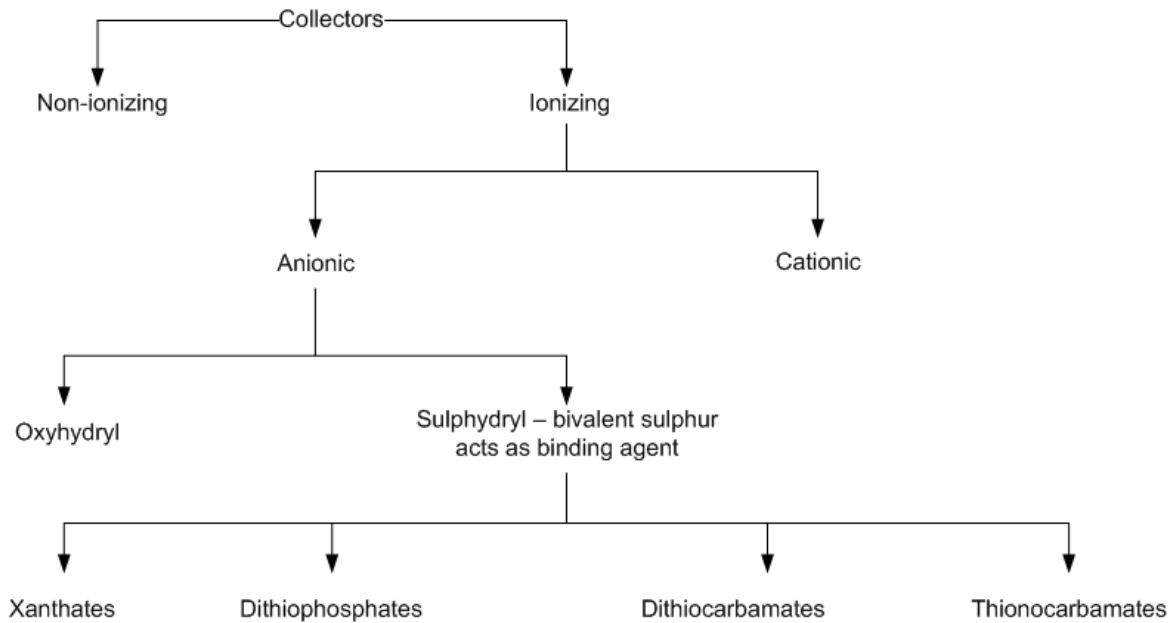 Collectors
Non-ionizing
Ionizing
Anionic
Cationic
Oxyhydryl
Sulphydryl – bivalent sulphur
acts as binding agent
Xanthates
Dithiophosphates
Dithiocarbamates
Thionocarbamates